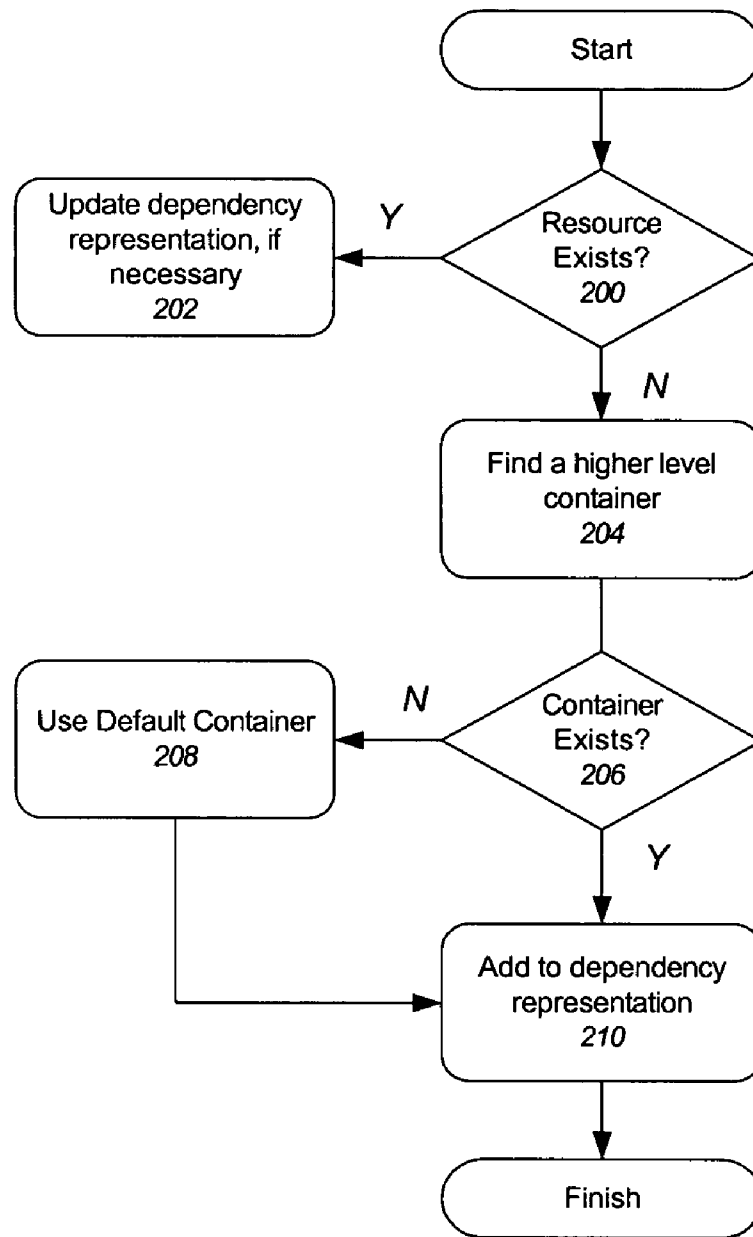 Start
Resource
Exists?
200
Y
Update dependency
representation, if
necessary
202
N
Find a higher level
container
204
Container
Exists?
206
N
Use Default Container
208
Y
Add to dependency
representation
210
Finish